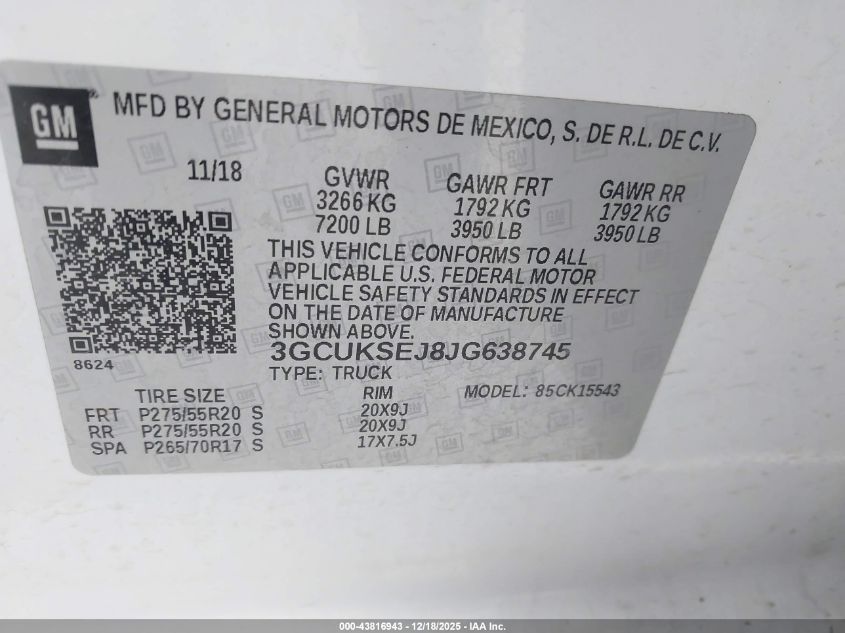 GM
MFD BY GENERAL MOTORS DE MEXICO, S. DE R.L. DE C.V.
11/18 GVWR GAWR FRT GAWR RR
3266 KG 1792 KG 1792 KG
7200 LB 3950 LB 3950 LB
THIS VEHICLE CONFORMS TO ALL
APPLICABLE U.S. FEDERAL MOTOR
VEHICLE SAFETY STANDARDS IN EFFECT
ON THE DATE OF MANUFACTURE
SHOWN ABOVE.
3GCUKSEJ8JG638745
8624 TYPE: TRUCK
TIRE SIZE RIM MODEL: 85CK15543
FRT P275/55R20 S 20X9J
RR P275/55R20 S 20X9J
SPA P265/70R17 S 17X7.5J
000-43816943 - 12/18/2025 - IAA Inc.